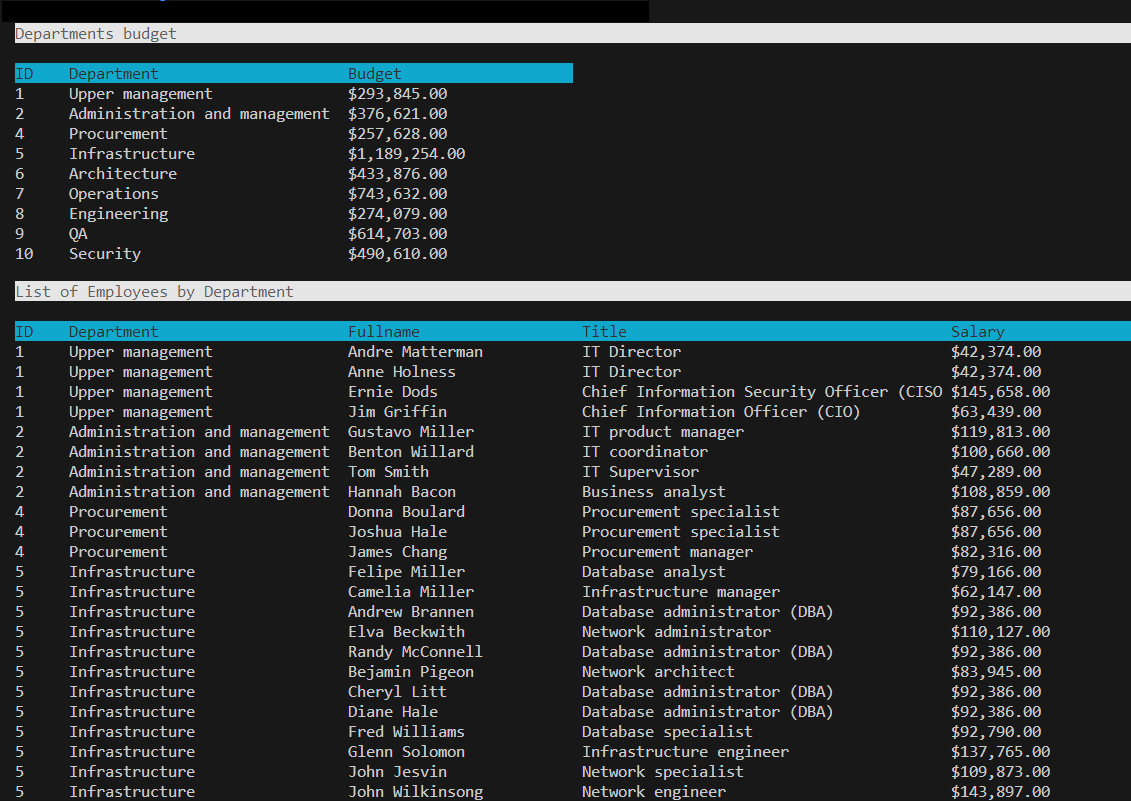 Departments budget
ID Department Budget
1 Upper management $293,845.00
2 Administration and management $376,621.00
4 Procurement $257,628.00
5 Infrastructure $1,189,254.00
6 Architecture $433,876.00
7 Operations $743,632.00
8 Engineering $274,079.00
9 QA $614,703.00
10 Security $490,610.00
List of Employees by Department
ID Department Fullname Title Salary
1 Upper management Andre Matterman IT Director $42,374.00
1 Upper management Anne Holness IT Director $42,374.00
1 Upper management Ernie Dods Chief Information Security Officer (CISO $145,658.00
1 Upper management Jim Griffin Chief Information Officer (CIO) $63,439.00
2 Administration and management Gustavo Miller IT product manager $119,813.00
2 Administration and management Benton Willard IT coordinator $100,660.00
2 Administration and management Tom Smith IT Supervisor $47,289.00
2 Administration and management Hannah Bacon Business analyst $108,859.00
4 Procurement Donna Boulard Procurement specialist $87,656.00
4 Procurement Joshua Hale Procurement specialist $87,656.00
4 Procurement James Chang Procurement manager $82,316.00
5 Infrastructure Felipe Miller Database analyst $79,166.00
5 Infrastructure Camelia Miller Infrastructure manager $62,147.00
5 Infrastructure Andrew Brannen Database administrator (DBA) $92,386.00
5 Infrastructure Elva Beckwith Network administrator $110,127.00
5 Infrastructure Randy McConnell Database administrator (DBA) $92,386.00
5 Infrastructure Bejamin Pigeon Network architect $83,945.00
5 Infrastructure Cheryl Litt Database administrator (DBA) $92,386.00
5 Infrastructure Diane Hale Database administrator (DBA) $92,386.00
5 Infrastructure Fred Williams Database specialist $92,790.00
5 Infrastructure Glenn Solomon Infrastructure engineer $137,765.00
5 Infrastructure John Jesvin Network specialist $109,873.00
5 Infrastructure John Wilkinsong Network engineer $143,897.00